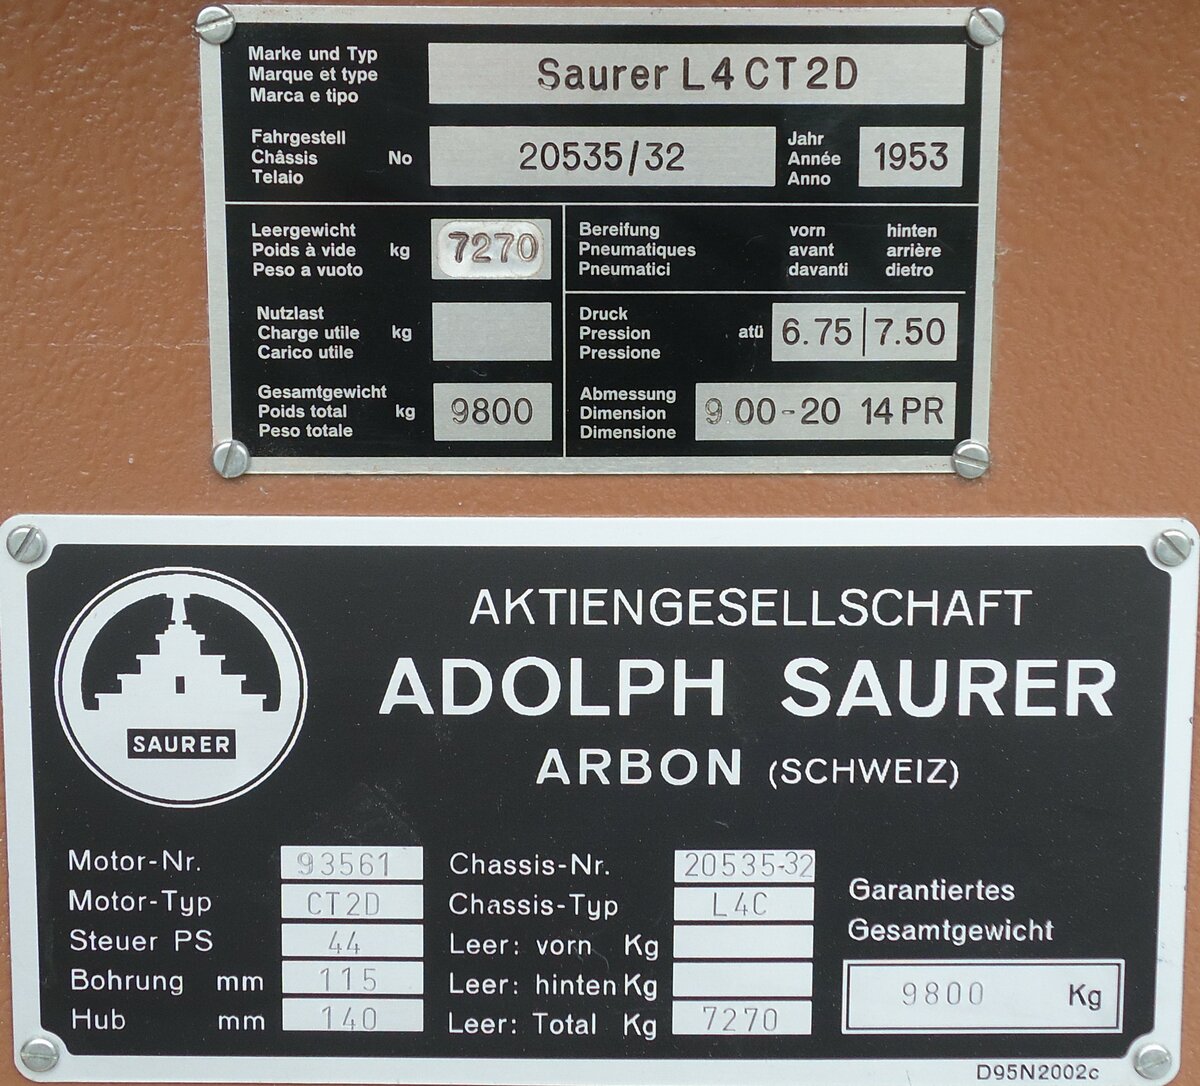 Marke und Typ
Marque et type
Marca e tipo
Saurer L4CT2D
Fahrgestell
Châssis No
Telaio
20535/32
Jahr
Année
Anno
1953
Leergewicht
Poids à vide kg
Peso a vuoto
7270
Bereifung vorn hinten
Pneumatiques avant arrière
Pneumatici davanti dietro
Nutzlast
Charge utile kg
Carico utile
Druck
Pression atü
Pressione
6.75 7.50
Gesamtgewicht
Poids total kg
Peso totale
9800
Abmessung
Dimension
Dimensione
9.00-20 14 PR
SAURER
AKTIENGESELLSCHAFT
ADOLPH SAURER
ARBON (SCHWEIZ)
Motor-Nr. 93561
Motor-Typ CT2D
Steuer PS 44
Bohrung mm 115
Hub mm 140
Chassis-Nr. 20535-32
Chassis-Typ L4C
Leer: vorn Kg
Leer: hinten Kg
Leer: Total Kg 7270
Garantiertes
Gesamtgewicht
9800 Kg
D95N2002c